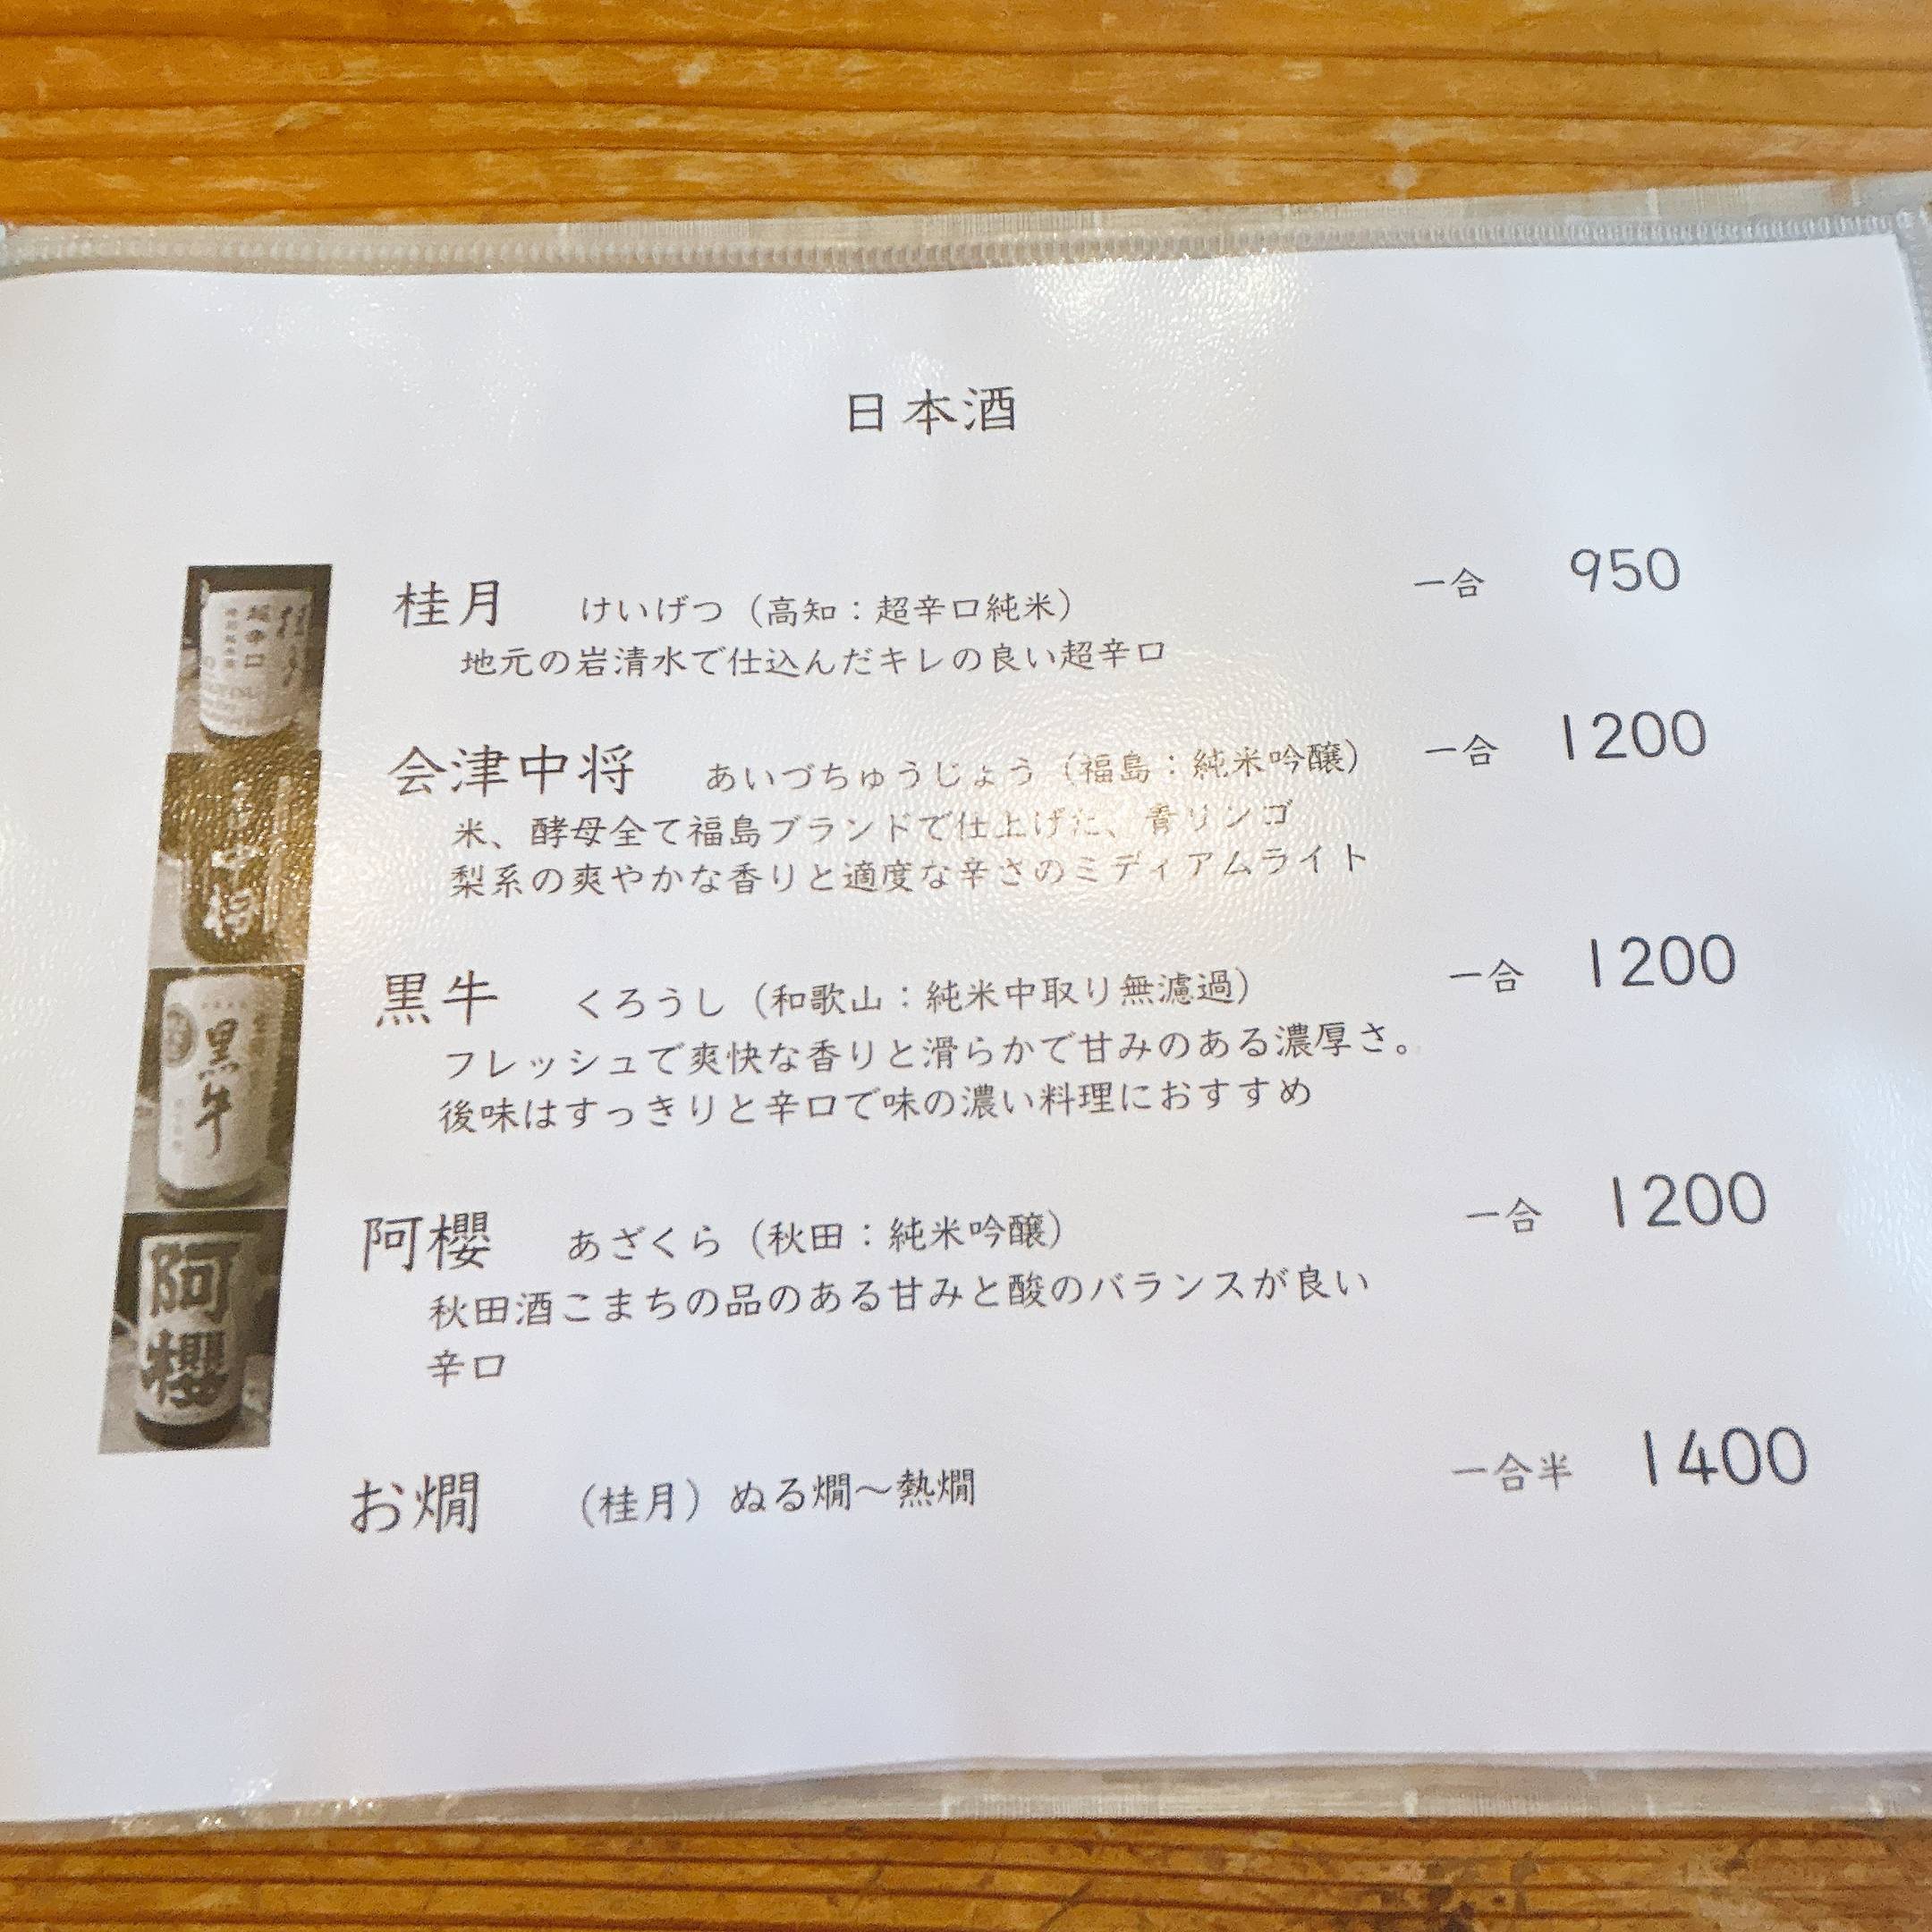 日本酒
桂月 けいげつ（高知：超辛口純米） 一合 950
地元の岩清水で仕込んだキレの良い超辛口
会津中将 あいづちゅうじょう（福島：純米吟醸） 一合 1200
米、酵母全て福島ブランドで仕上げた、青リンゴ
梨系の爽やかな香りと適度な辛さのミディアムライト
黒牛 くろうし（和歌山：純米中取り無濾過） 一合 1200
フレッシュで爽快な香りと滑らかで甘みのある濃厚さ。
後味はすっきりと辛口で味の濃い料理におすすめ
阿櫻 あざくら（秋田：純米吟醸） 一合 1200
秋田酒こまちの品のある甘みと酸のバランスが良い
辛口
お燗 （桂月）ぬる燗～熱燗 一合半 1400
超辛口
中将
黒牛
阿櫻